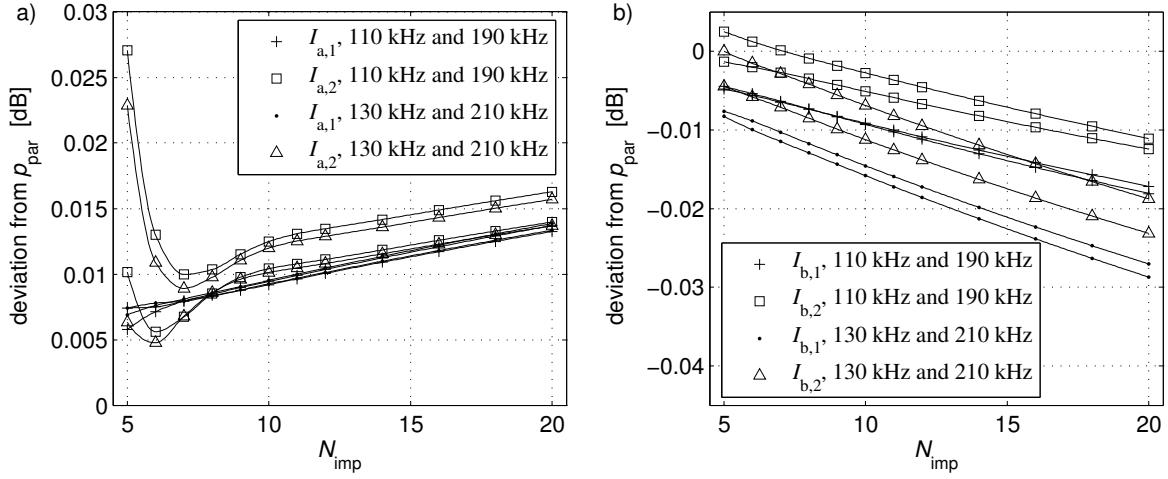 a)
0.03
0.025
0.02
0.015
0.01
0.005
0
deviation from p_par [dB]
I_a,1, 110 kHz and 190 kHz
I_a,2, 110 kHz and 190 kHz
I_a,1, 130 kHz and 210 kHz
I_a,2, 130 kHz and 210 kHz
5 10 15 20
N_imp
b)
0
−0.01
−0.02
−0.03
−0.04
deviation from p_par [dB]
I_b,1, 110 kHz and 190 kHz
I_b,2, 110 kHz and 190 kHz
I_b,1, 130 kHz and 210 kHz
I_b,2, 130 kHz and 210 kHz
5 10 15 20
N_imp